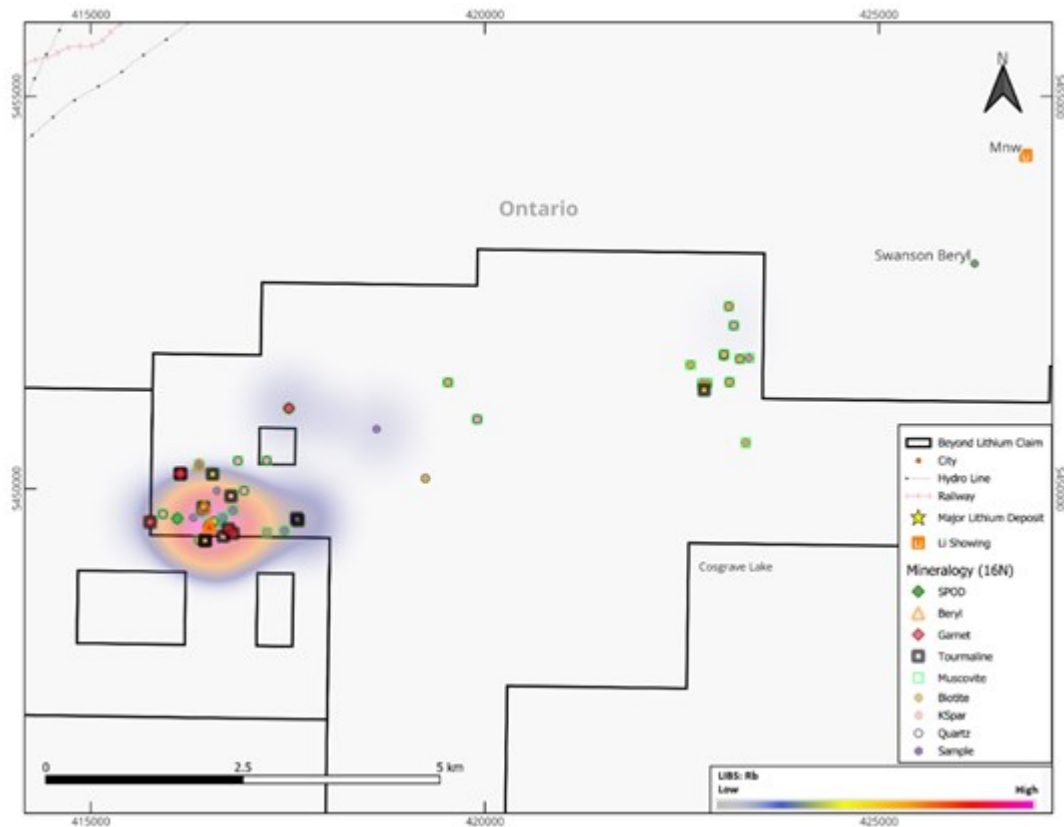 415000 420000 425000
N
5455000 5455000
Mnw
Li
Ontario
Swanson Beryl
Beyond Lithium Claim
City
Hydro Line
Railway
Major Lithium Deposit
Li Showing
Mineralogy (16N)
SPOD
Beryl
Garnet
Tourmaline
Muscovite
Biotite
KSpar
Quartz
Sample
5450000 5450000
Cosgrave Lake
0 2.5 5 km
LIBS: Rb
Low High
415000 420000 425000